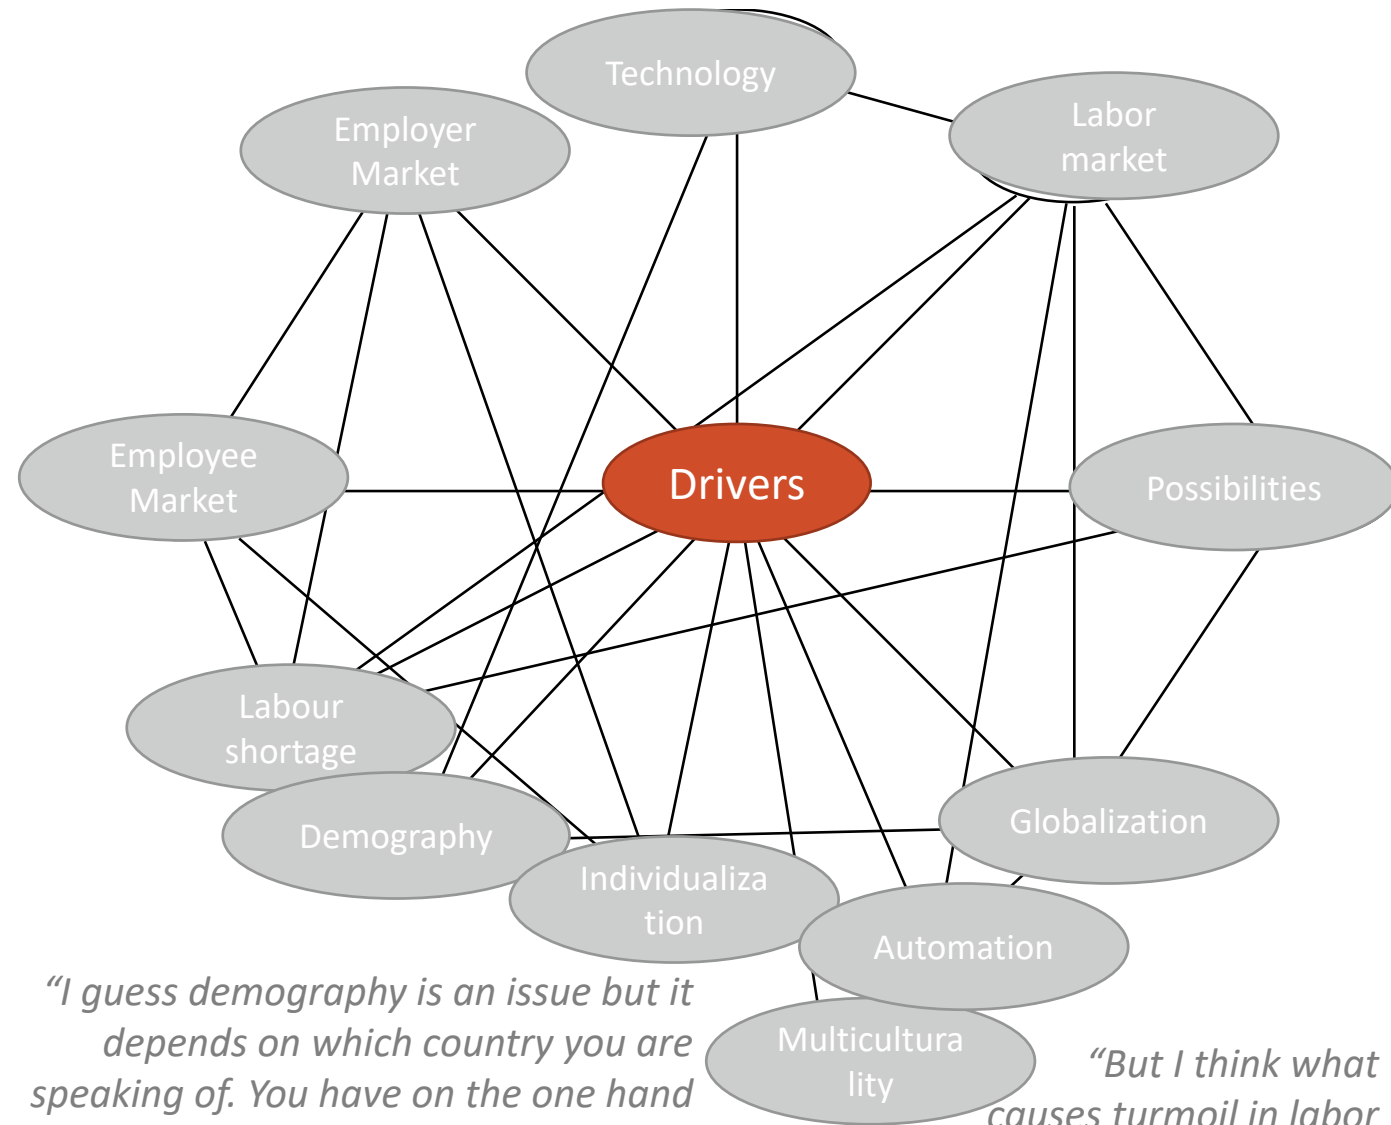 Technology
Employer
Market
Labor
market
Employee
Market
Drivers
Possibilities
Labour
shortage
Demography
Globalization
Individualiza
tion
Automation
Multicultura
lity
“I guess demography is an issue but it
depends on which country you are
speaking of. You have on the one hand
“But I think what
causes turmoil in labor